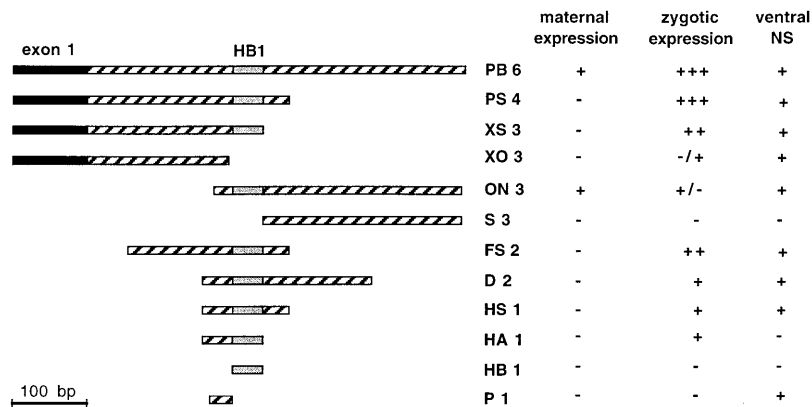 maternal expression zygotic expression ventral NS
exon 1 HB1
PB 6 + +++ +
PS 4 - +++ +
XS 3 - ++ +
XO 3 - -/+ +
ON 3 + +/- +
S 3 - - -
FS 2 - ++ +
D 2 - + +
HS 1 - + +
HA 1 - + -
HB 1 - - -
100 bp P 1 - - +